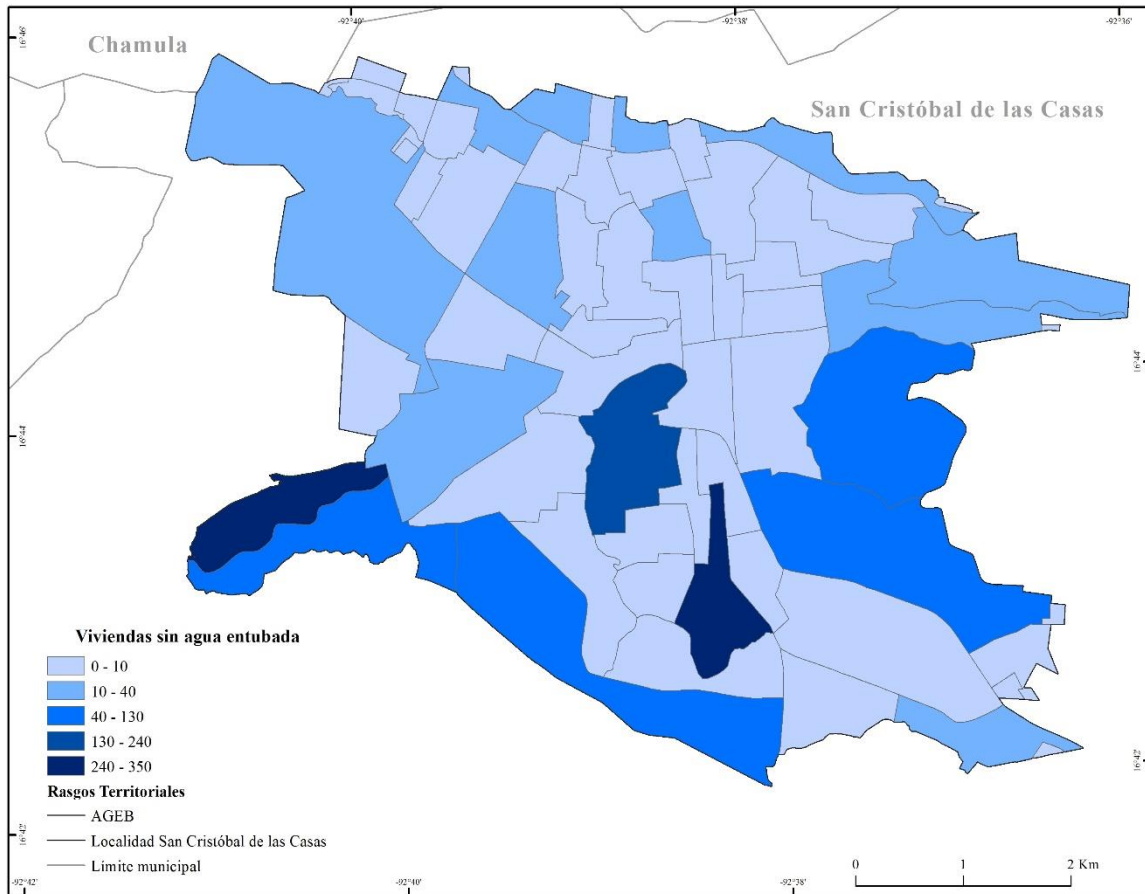 -92°40'
-92°38'
-92°36'
16°46'
Chamula
San Cristóbal de las Casas
16°44'
16°44'
Viviendas sin agua entubada
0 - 10
10 - 40
40 - 130
130 - 240
240 - 350
Rasgos Territoriales
AGEB
Localidad San Cristóbal de las Casas
Límite municipal
16°42'
16°42'
0 1 2 Km
-92°42'
-92°40'
-92°38'